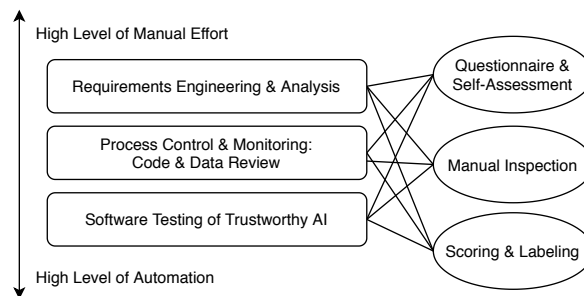 High Level of Manual Effort
Requirements Engineering & Analysis
Process Control & Monitoring:
Code & Data Review
Software Testing of Trustworthy AI
High Level of Automation
Questionnaire &
Self-Assessment
Manual Inspection
Scoring & Labeling